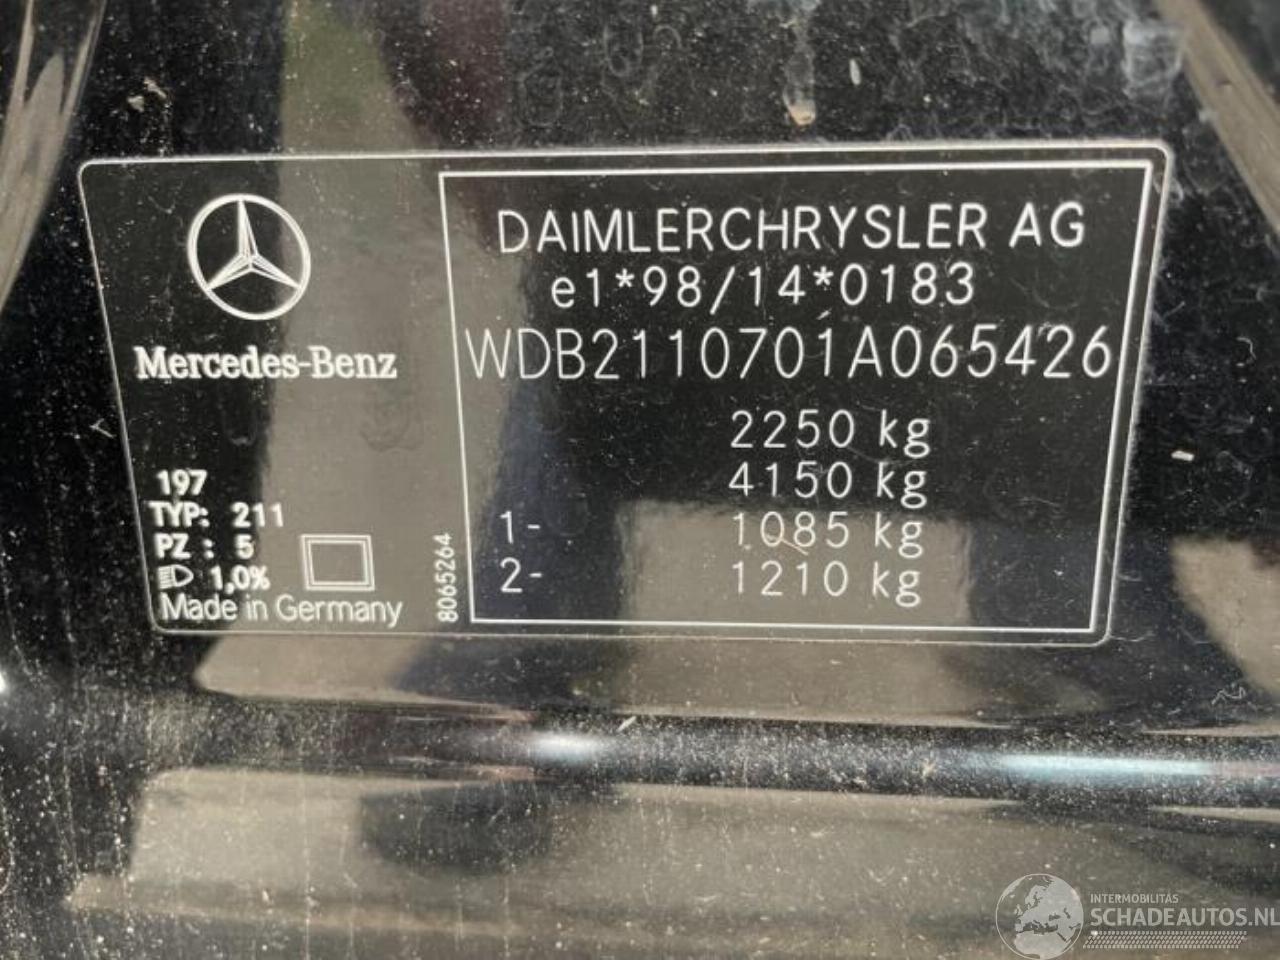 Mercedes-Benz
197
TYP: 211
PZ : 5
1,0%
Made in Germany
8065264
DAIMLERCHRYSLER AG
e1*98/14*0183
WDB2110701A065426
2250 kg
4150 kg
1- 1085 kg
2- 1210 kg
INTERMOBILITAS
SCHADEAUTOS.NL